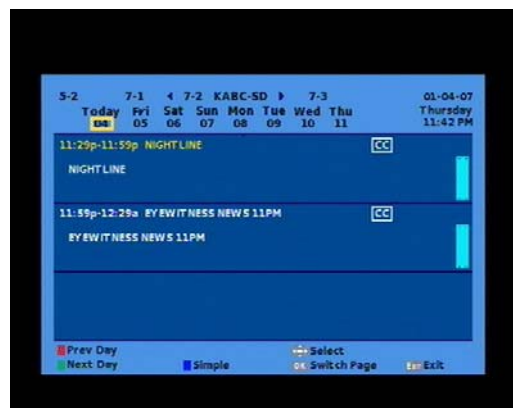 5-2 7-1 7-2 KABC-SD 7-3 01-04-07
Today Fri Sat Sun Mon Tue Wed Thu Thursday
04 05 06 07 08 09 10 11 11:42 PM
11:29p-11:59p NIGHTLINE CC
NIGHTLINE
11:59p-12:29a EYEWITNESS NEWS 11PM CC
EYEWITNESS NEWS 11PM
Prev Day Select
Next Day Simple OK Switch Page Exit